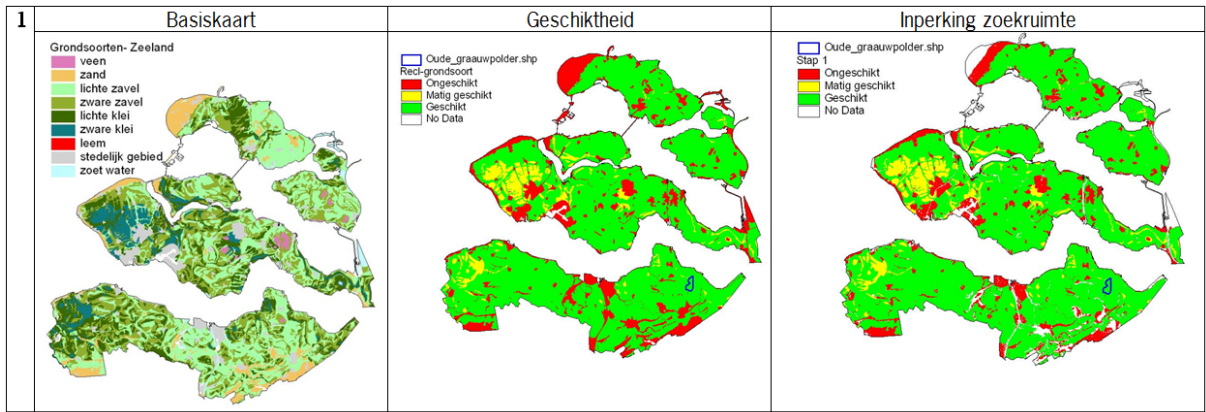 1
Basiskaart
Geschiktheid
Inperking zoekruimte
Grondsoorten- Zeeland
veen
zand
lichte zavel
zware zavel
lichte klei
zware klei
leem
stedelijk gebied
zoet water
Oude_graauwpolder.shp
Recl-grondsoort
Ongeschikt
Matig geschikt
Geschikt
No Data
Oude_graauwpolder.shp
Stap 1
Ongeschikt
Matig geschikt
Geschikt
No Data